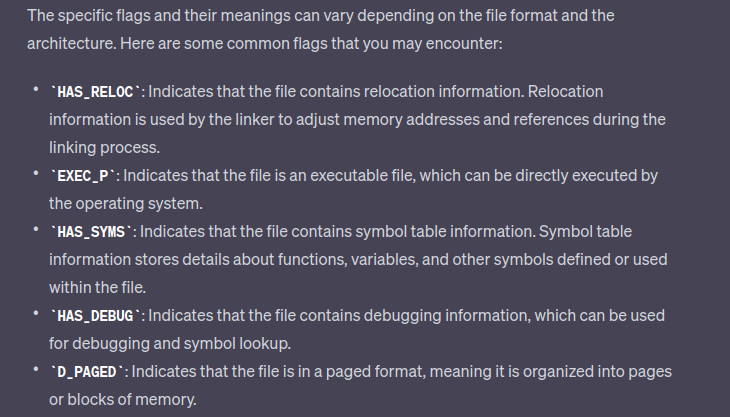 The specific flags and their meanings can vary depending on the file format and the
architecture. Here are some common flags that you may encounter:
• `HAS_RELOC`: Indicates that the file contains relocation information. Relocation
information is used by the linker to adjust memory addresses and references during the
linking process.
• `EXEC_P`: Indicates that the file is an executable file, which can be directly executed by
the operating system.
• `HAS_SYMS`: Indicates that the file contains symbol table information. Symbol table
information stores details about functions, variables, and other symbols defined or used
within the file.
• `HAS_DEBUG`: Indicates that the file contains debugging information, which can be used
for debugging and symbol lookup.
• `D_PAGED`: Indicates that the file is in a paged format, meaning it is organized into pages
or blocks of memory.